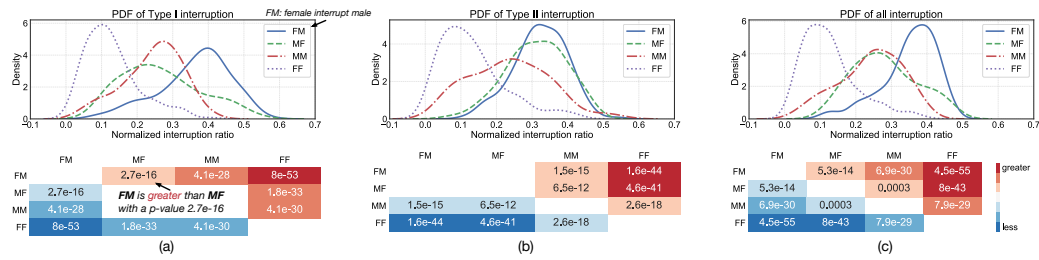 PDF of Type I interruption
FM: female interrupt male
Density
6
4
2
0
FM
MF
MM
FF
-0.1 0.0 0.1 0.2 0.3 0.4 0.5 0.6 0.7
Normalized interruption ratio
FM MF MM FF
FM 2.7e-16 4.1e-28 8e-53
MF 2.7e-16 1.8e-33
MM 4.1e-28 4.1e-30
FF 8e-53 1.8e-33 4.1e-30
FM is greater than MF
with a p-value 2.7e-16
(a)
PDF of Type II interruption
Density
4
2
0
FM
MF
MM
FF
-0.1 0.0 0.1 0.2 0.3 0.4 0.5 0.6 0.7
Normalized interruption ratio
FM MF MM FF
FM 1.5e-15 1.6e-44
MF 6.5e-12 4.6e-41
MM 1.5e-15 6.5e-12 2.6e-18
FF 1.6e-44 4.6e-41 2.6e-18
(b)
PDF of all interruption
Density
4
2
0
FM
MF
MM
FF
-0.1 0.0 0.1 0.2 0.3 0.4 0.5 0.6 0.7
Normalized interruption ratio
FM MF MM FF
FM 5.3e-14 6.9e-30 4.5e-55
MF 5.3e-14 0.0003 8e-43
MM 6.9e-30 0.0003 7.9e-29
FF 4.5e-55 8e-43 7.9e-29
greater
less
(c)